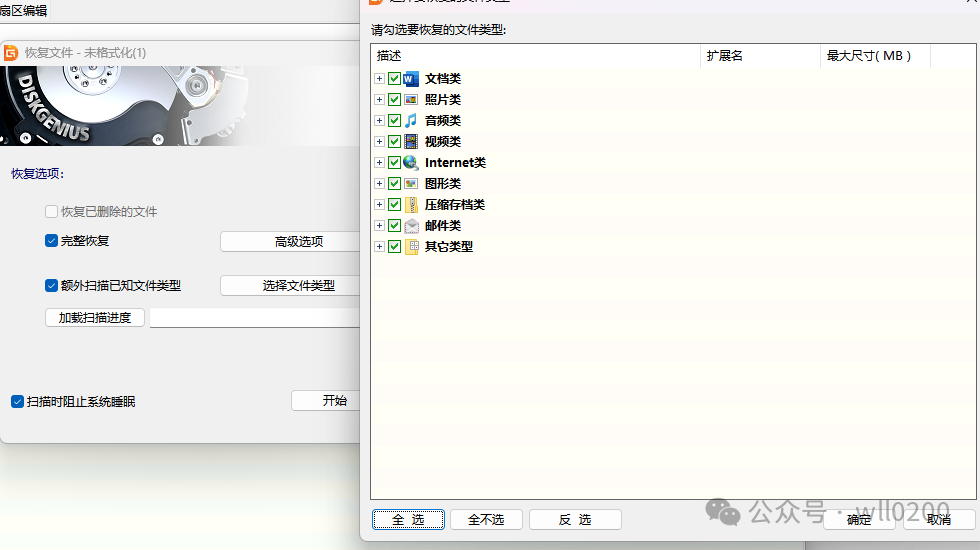 扇区编辑
恢复文件 - 未格式化(1)
DISKGENIUS
恢复选项:
恢复已删除的文件
完整恢复
高级选项
额外扫描已知文件类型
选择文件类型
加载扫描进度
扫描时阻止系统睡眠
开始
请勾选要恢复的文件类型:
描述
扩展名
最大尺寸( MB )
文档类
照片类
音频类
视频类
Internet类
图形类
压缩存档类
邮件类
其它类型
全 选
全不选
反 选
确定
取消
公众号 · wll0200